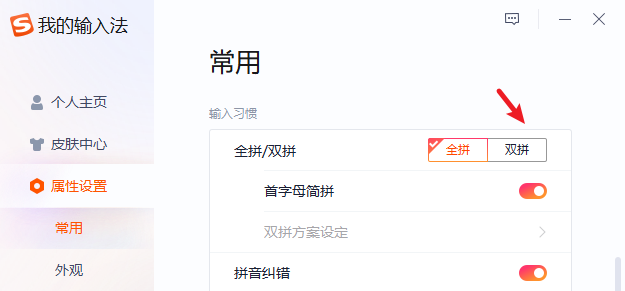 我的输入法
个人主页
皮肤中心
属性设置
常用
外观
常用
输入习惯
全拼/双拼 全拼 双拼
首字母简拼
双拼方案设定
拼音纠错